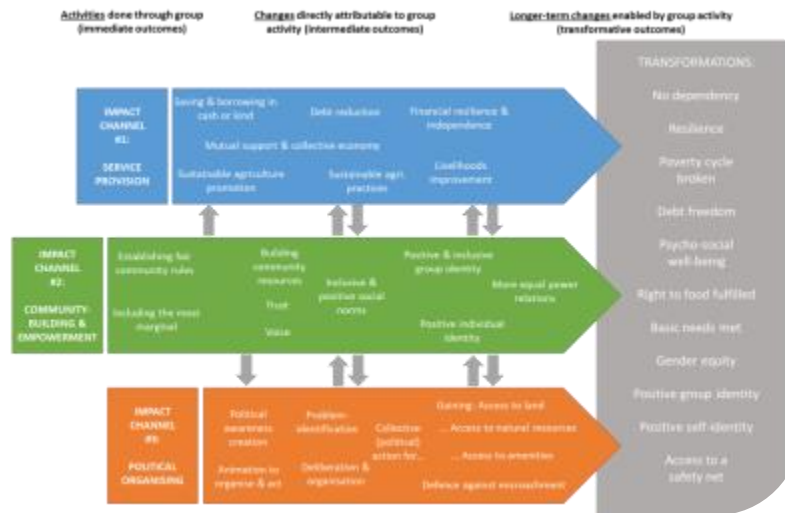 Activities done through group
(immediate outcomes)
Changes directly attributable to group
activity (intermediate outcomes)
Longer-term changes enabled by group activity
(transformative outcomes)
IMPACT
CHANNEL
#1:
SERVICE
PROVISION
Saving & borrowing in
cash or kind
Debt reduction
Financial resilience &
independence
Mutual support & collective economy
Sustainable agriculture
promotion
Sustainable agri.
practices
Livelihoods
improvement
IMPACT
CHANNEL
#2:
COMMUNITY-
BUILDING &
EMPOWERMENT
Establishing fair
community rules
Including the most
marginal
Building
community
resources
Trust
Voice
Inclusive &
positive social
norms
Positive & inclusive
group identity
Positive individual
identity
More equal power
relations
IMPACT
CHANNEL
#3:
POLITICAL
ORGANISING
Political
awareness
creation
Animation to
organise & act
Problem-
identification
Deliberation &
organisation
Collective
(political)
action for...
Gaining: Access to land
... Access to natural resources
... Access to amenities
Defence against encroachment
TRANSFORMATIONS:
No dependency
Resilience
Poverty cycle
broken
Debt freedom
Psycho-social
well-being
Right to food fulfilled
Basic needs met
Gender equity
Positive group identity
Positive self-identity
Access to a
safety net